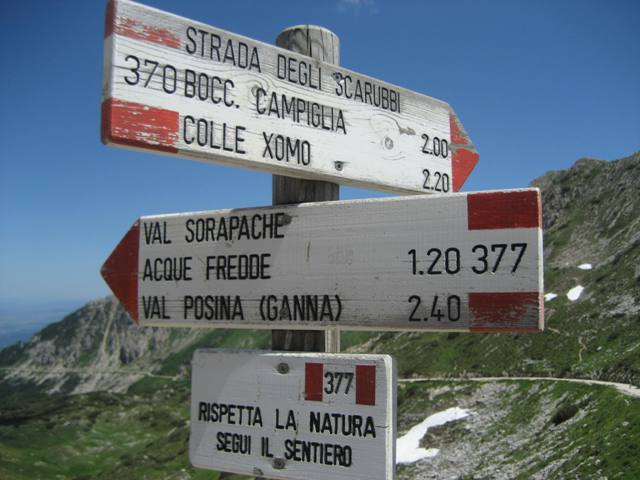 STRADA DEGLI SCARUBBI
370 BOCC. CAMPIGLIA 2.00
COLLE XOMO 2.20
VAL SORAPACHE
ACQUE FREDDE 1.20 377
VAL POSINA (GANNA) 2.40
377
RISPETTA LA NATURA
SEGUI IL SENTIERO